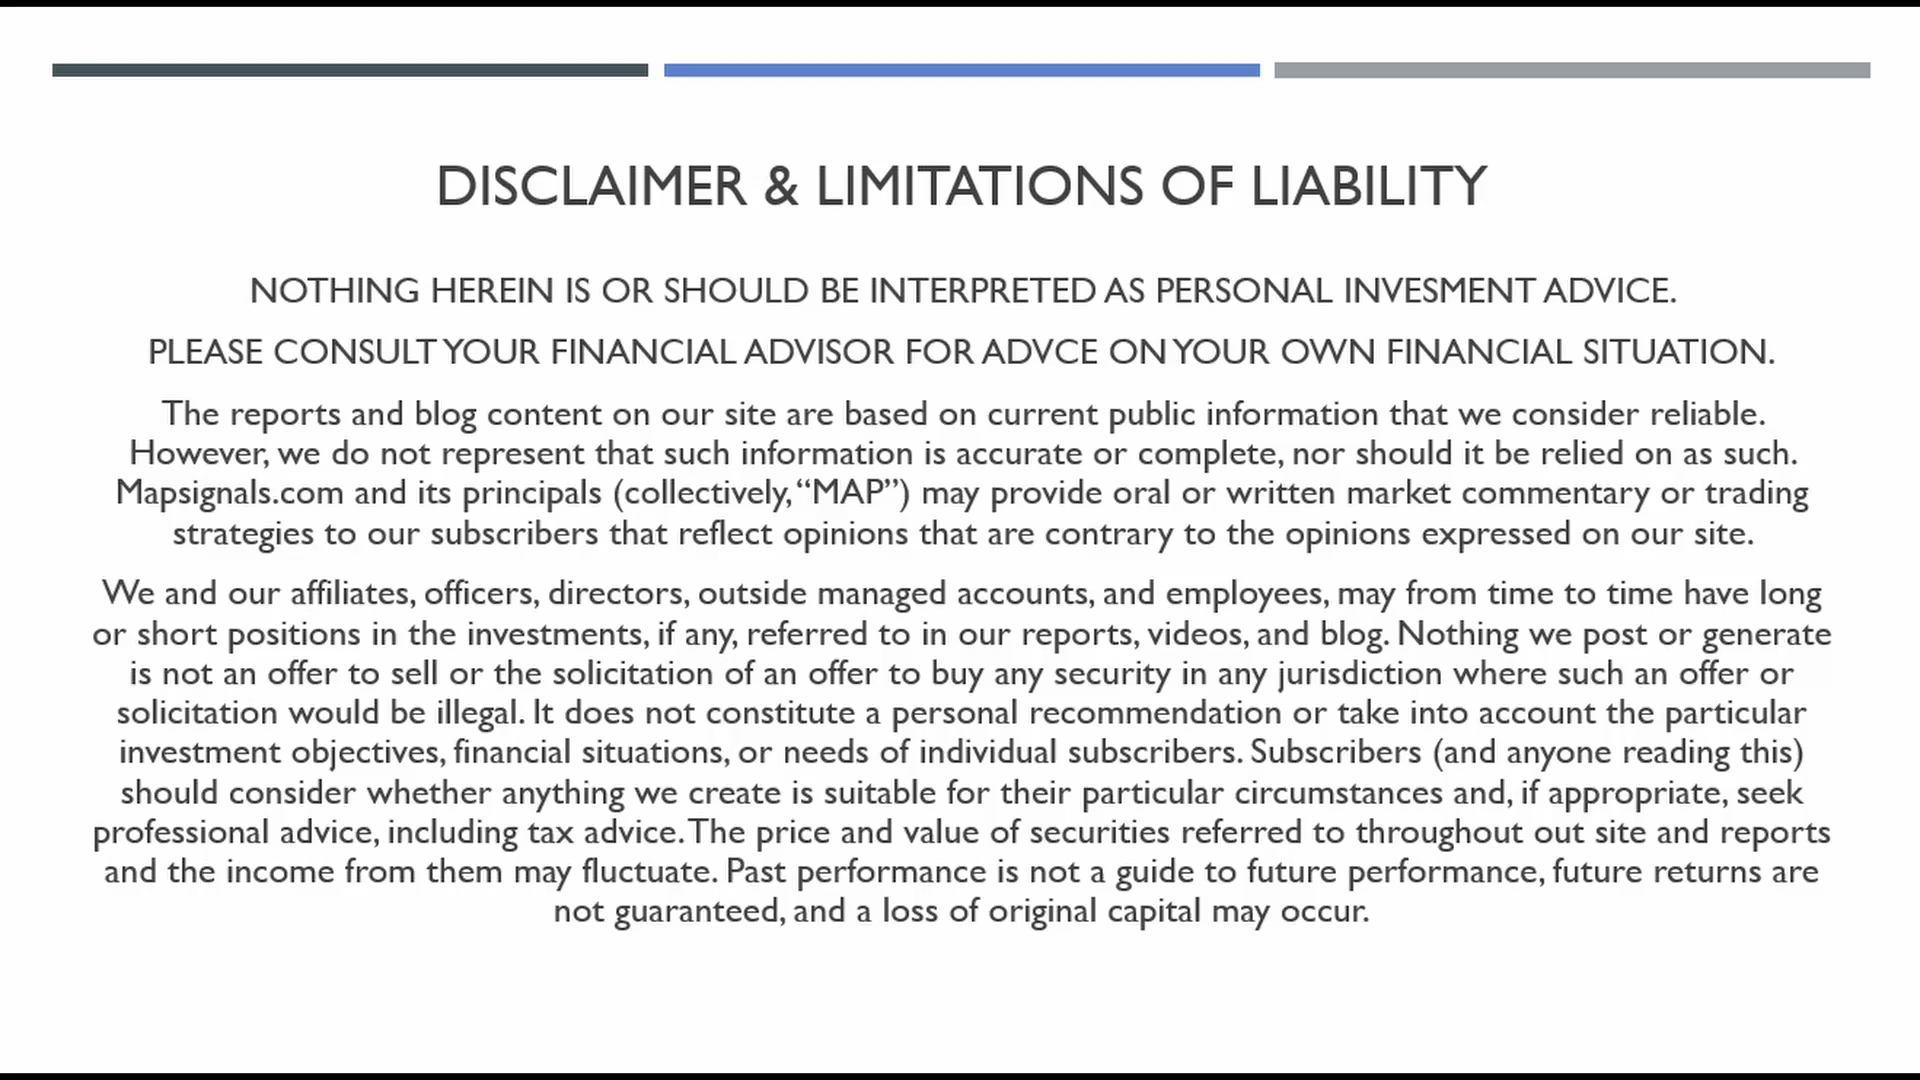 DISCLAIMER & LIMITATIONS OF LIABILITY
NOTHING HEREIN IS OR SHOULD BE INTERPRETED AS PERSONAL INVESMENT ADVICE.
PLEASE CONSULT YOUR FINANCIAL ADVISOR FOR ADVCE ON YOUR OWN FINANCIAL SITUATION.
The reports and blog content on our site are based on current public information that we consider reliable.
However, we do not represent that such information is accurate or complete, nor should it be relied on as such.
Mapsignals.com and its principals (collectively, “MAP”) may provide oral or written market commentary or trading
strategies to our subscribers that reflect opinions that are contrary to the opinions expressed on our site.
We and our affiliates, officers, directors, outside managed accounts, and employees, may from time to time have long
or short positions in the investments, if any, referred to in our reports, videos, and blog. Nothing we post or generate
is not an offer to sell or the solicitation of an offer to buy any security in any jurisdiction where such an offer or
solicitation would be illegal. It does not constitute a personal recommendation or take into account the particular
investment objectives, financial situations, or needs of individual subscribers. Subscribers (and anyone reading this)
should consider whether anything we create is suitable for their particular circumstances and, if appropriate, seek
professional advice, including tax advice. The price and value of securities referred to throughout out site and reports
and the income from them may fluctuate. Past performance is not a guide to future performance, future returns are
not guaranteed, and a loss of original capital may occur.